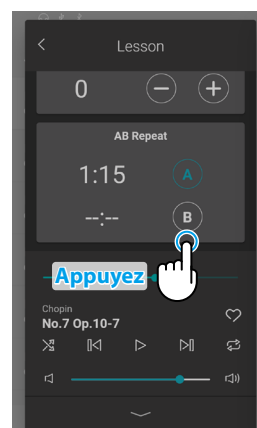 Lesson
0
AB Repeat
1:15
A
--:--
B
Appuyez
Chopin
No.7 Op.10-7